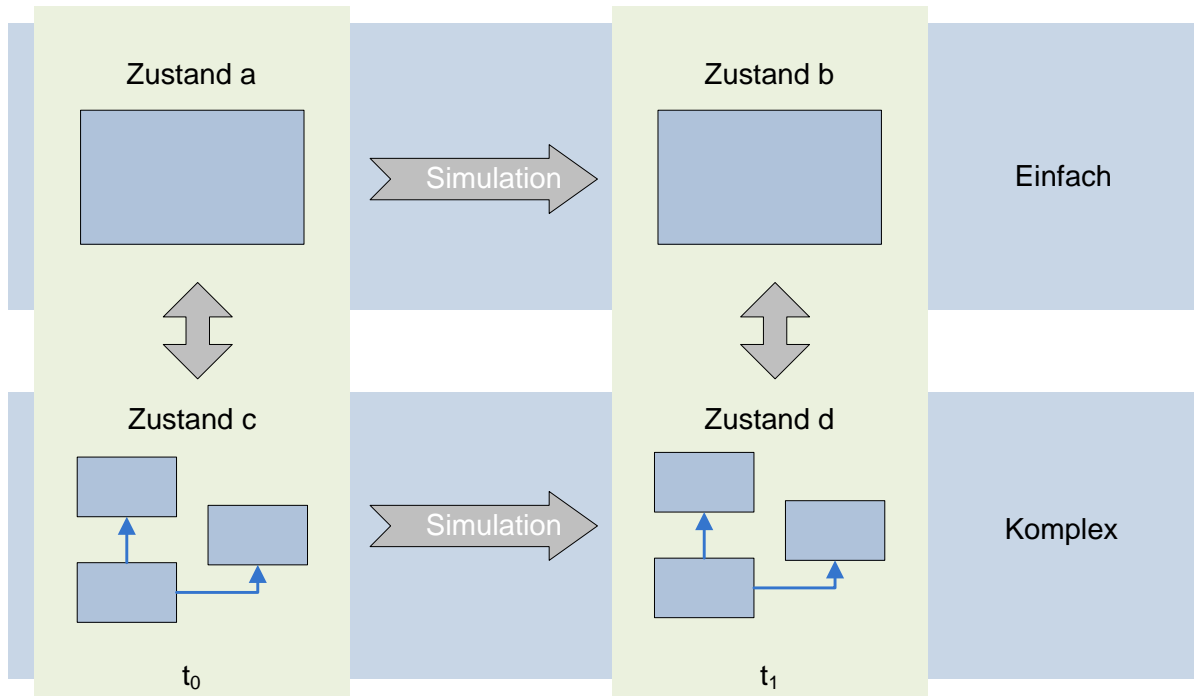 Zustand a
Zustand b
Simulation
Einfach
Zustand c
Zustand d
Simulation
Komplex
t₀
t₁